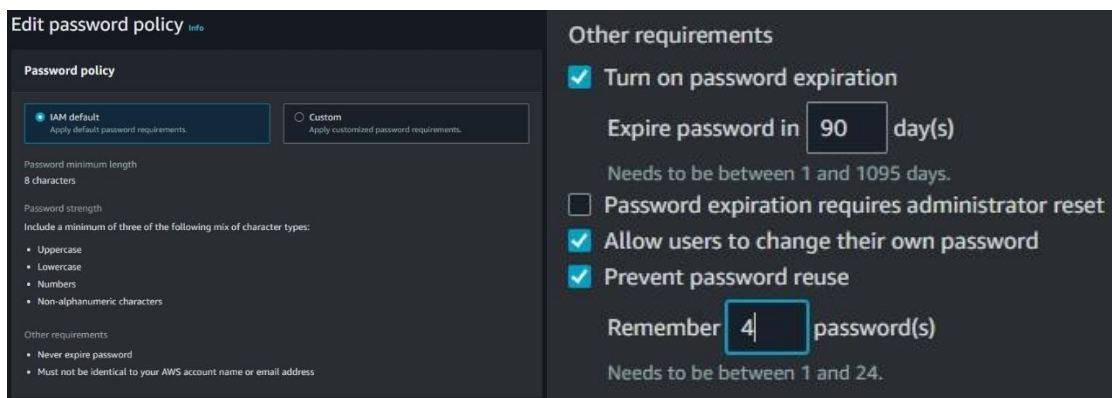 Edit password policy Info
Password policy
IAM default
Apply default password requirements.
Custom
Apply customized password requirements.
Password minimum length
8 characters
Password strength
Include a minimum of three of the following mix of character types:
• Uppercase
• Lowercase
• Numbers
• Non-alphanumeric characters
Other requirements
• Never expire password
• Must not be identical to your AWS account name or email address
Other requirements
Turn on password expiration
Expire password in 90 day(s)
Needs to be between 1 and 1095 days.
Password expiration requires administrator reset
Allow users to change their own password
Prevent password reuse
Remember 4 password(s)
Needs to be between 1 and 24.